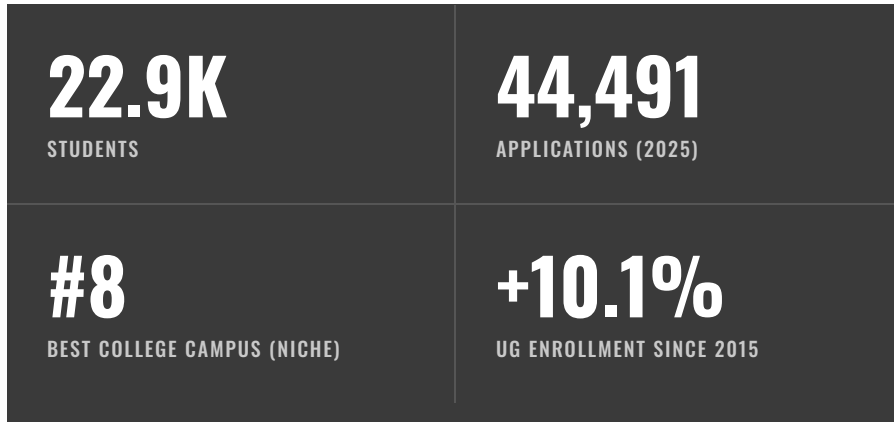 22.9K
STUDENTS
44,491
APPLICATIONS (2025)
#8
BEST COLLEGE CAMPUS (NICHE)
+10.1%
UG ENROLLMENT SINCE 2015